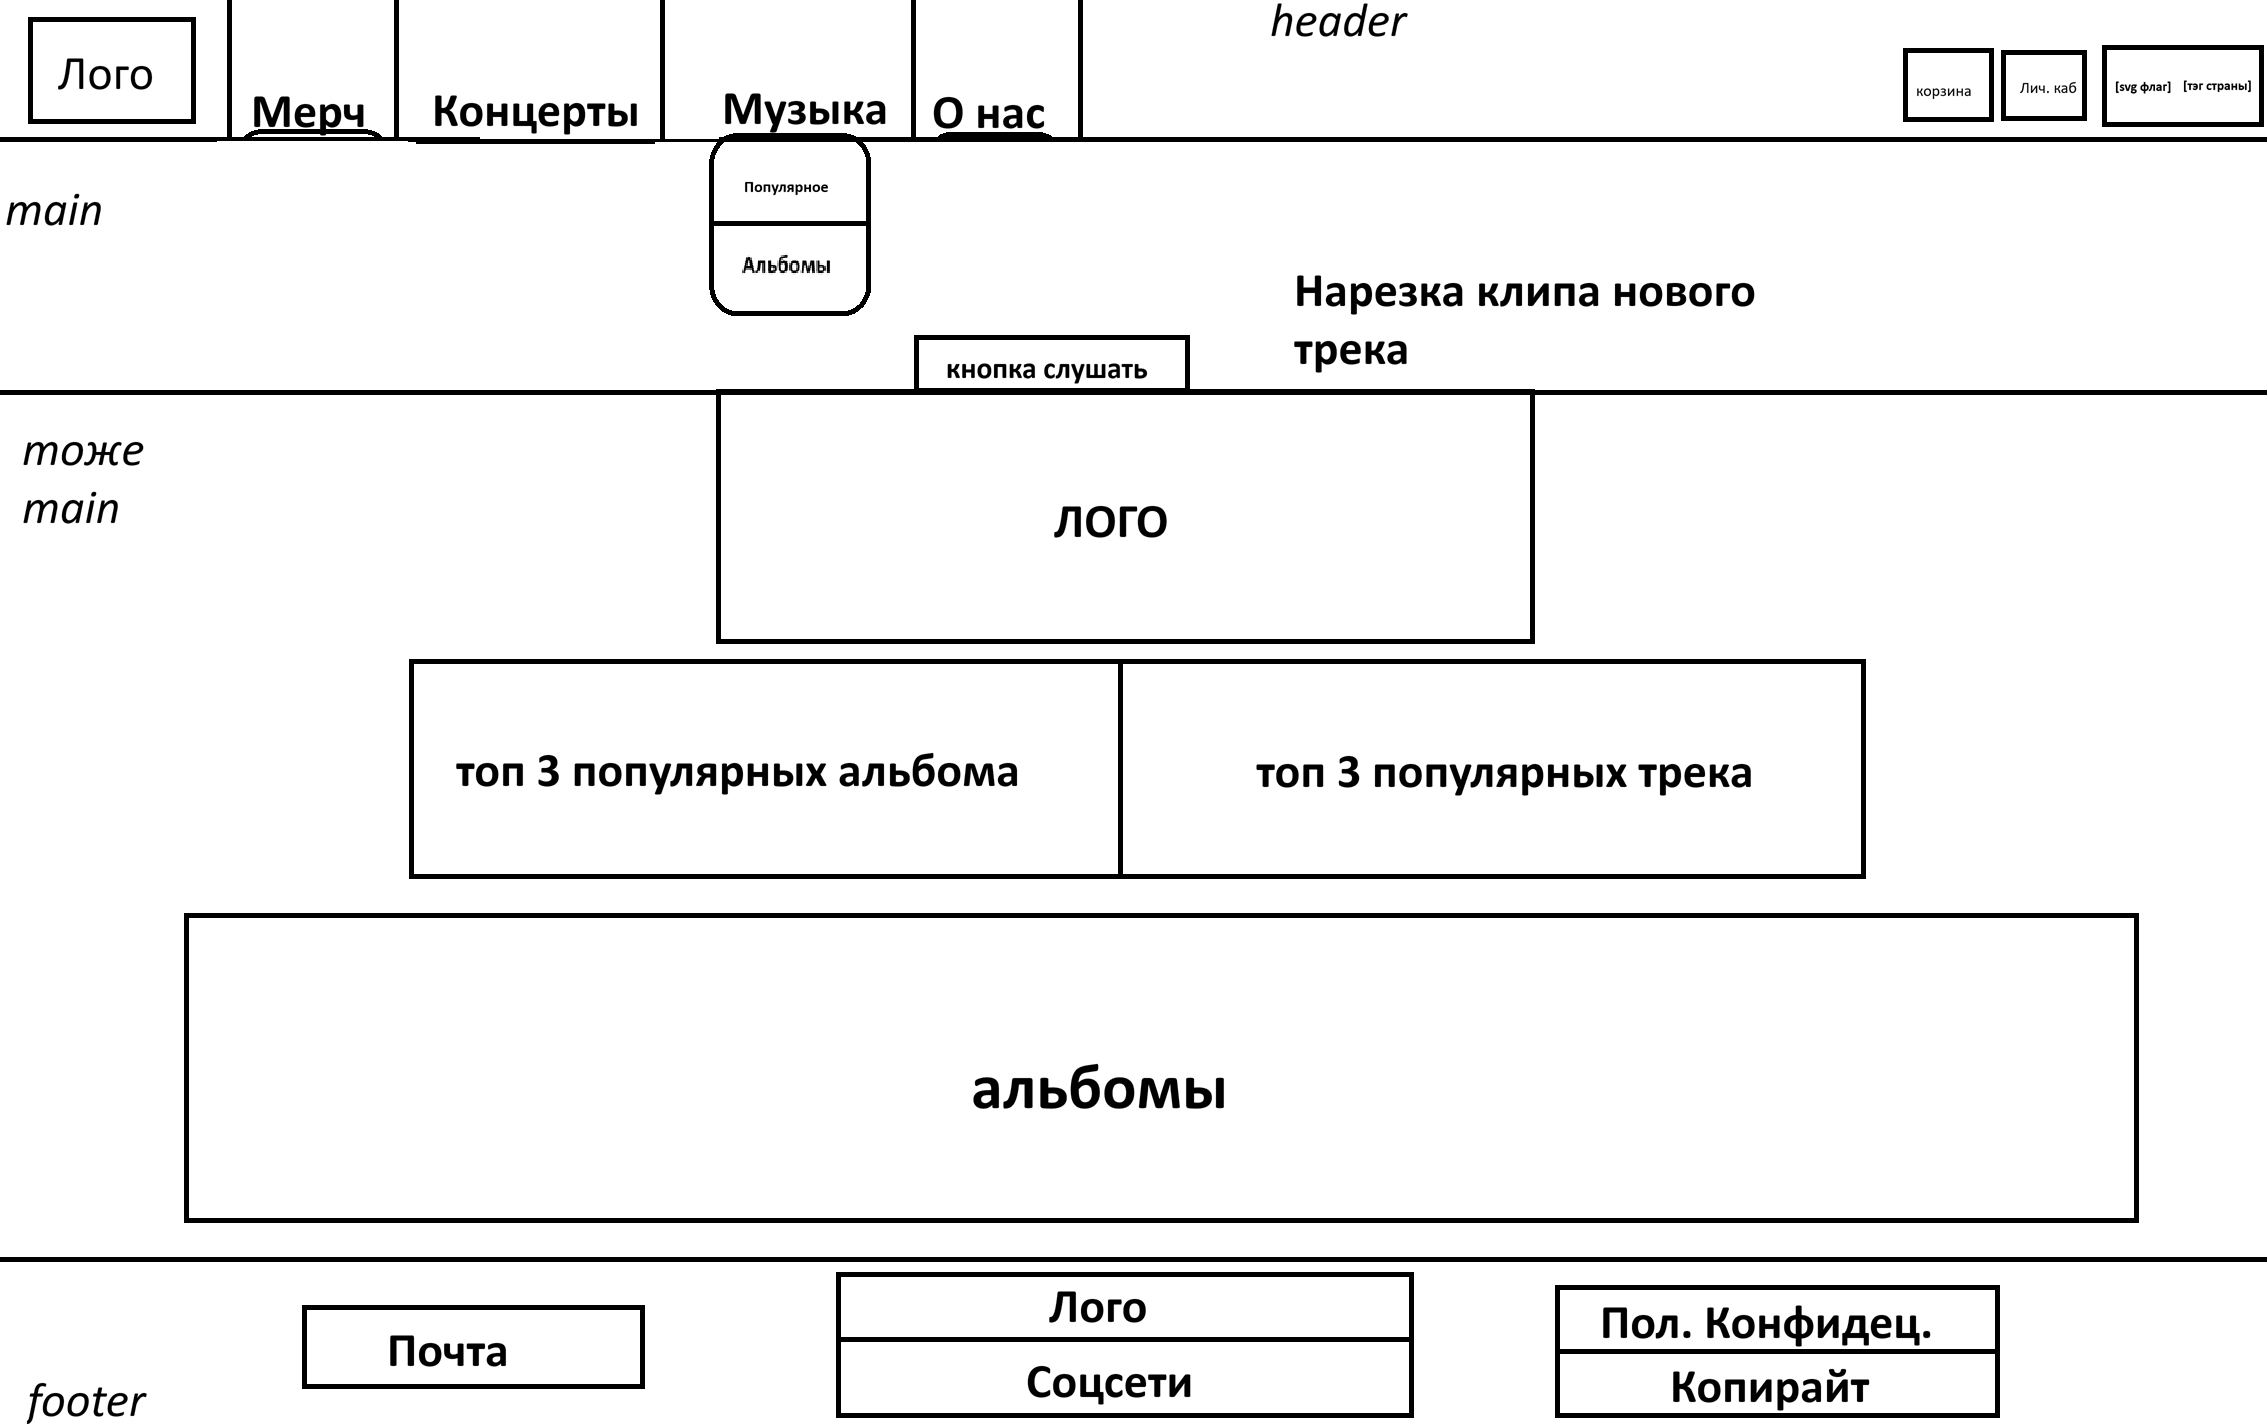 header
Лого
Мерч
Концерты
Музыка
О нас
корзина
Лич. каб
[svg флаг] [тэг страны]
main
Популярное
Альбомы
Нарезка клипа нового
трека
кнопка слушать
тоже
main
ЛОГО
топ 3 популярных альбома
топ 3 популярных трека
альбомы
Почта
Лого
Соцсети
Пол. Конфидец.
Копирайт
footer